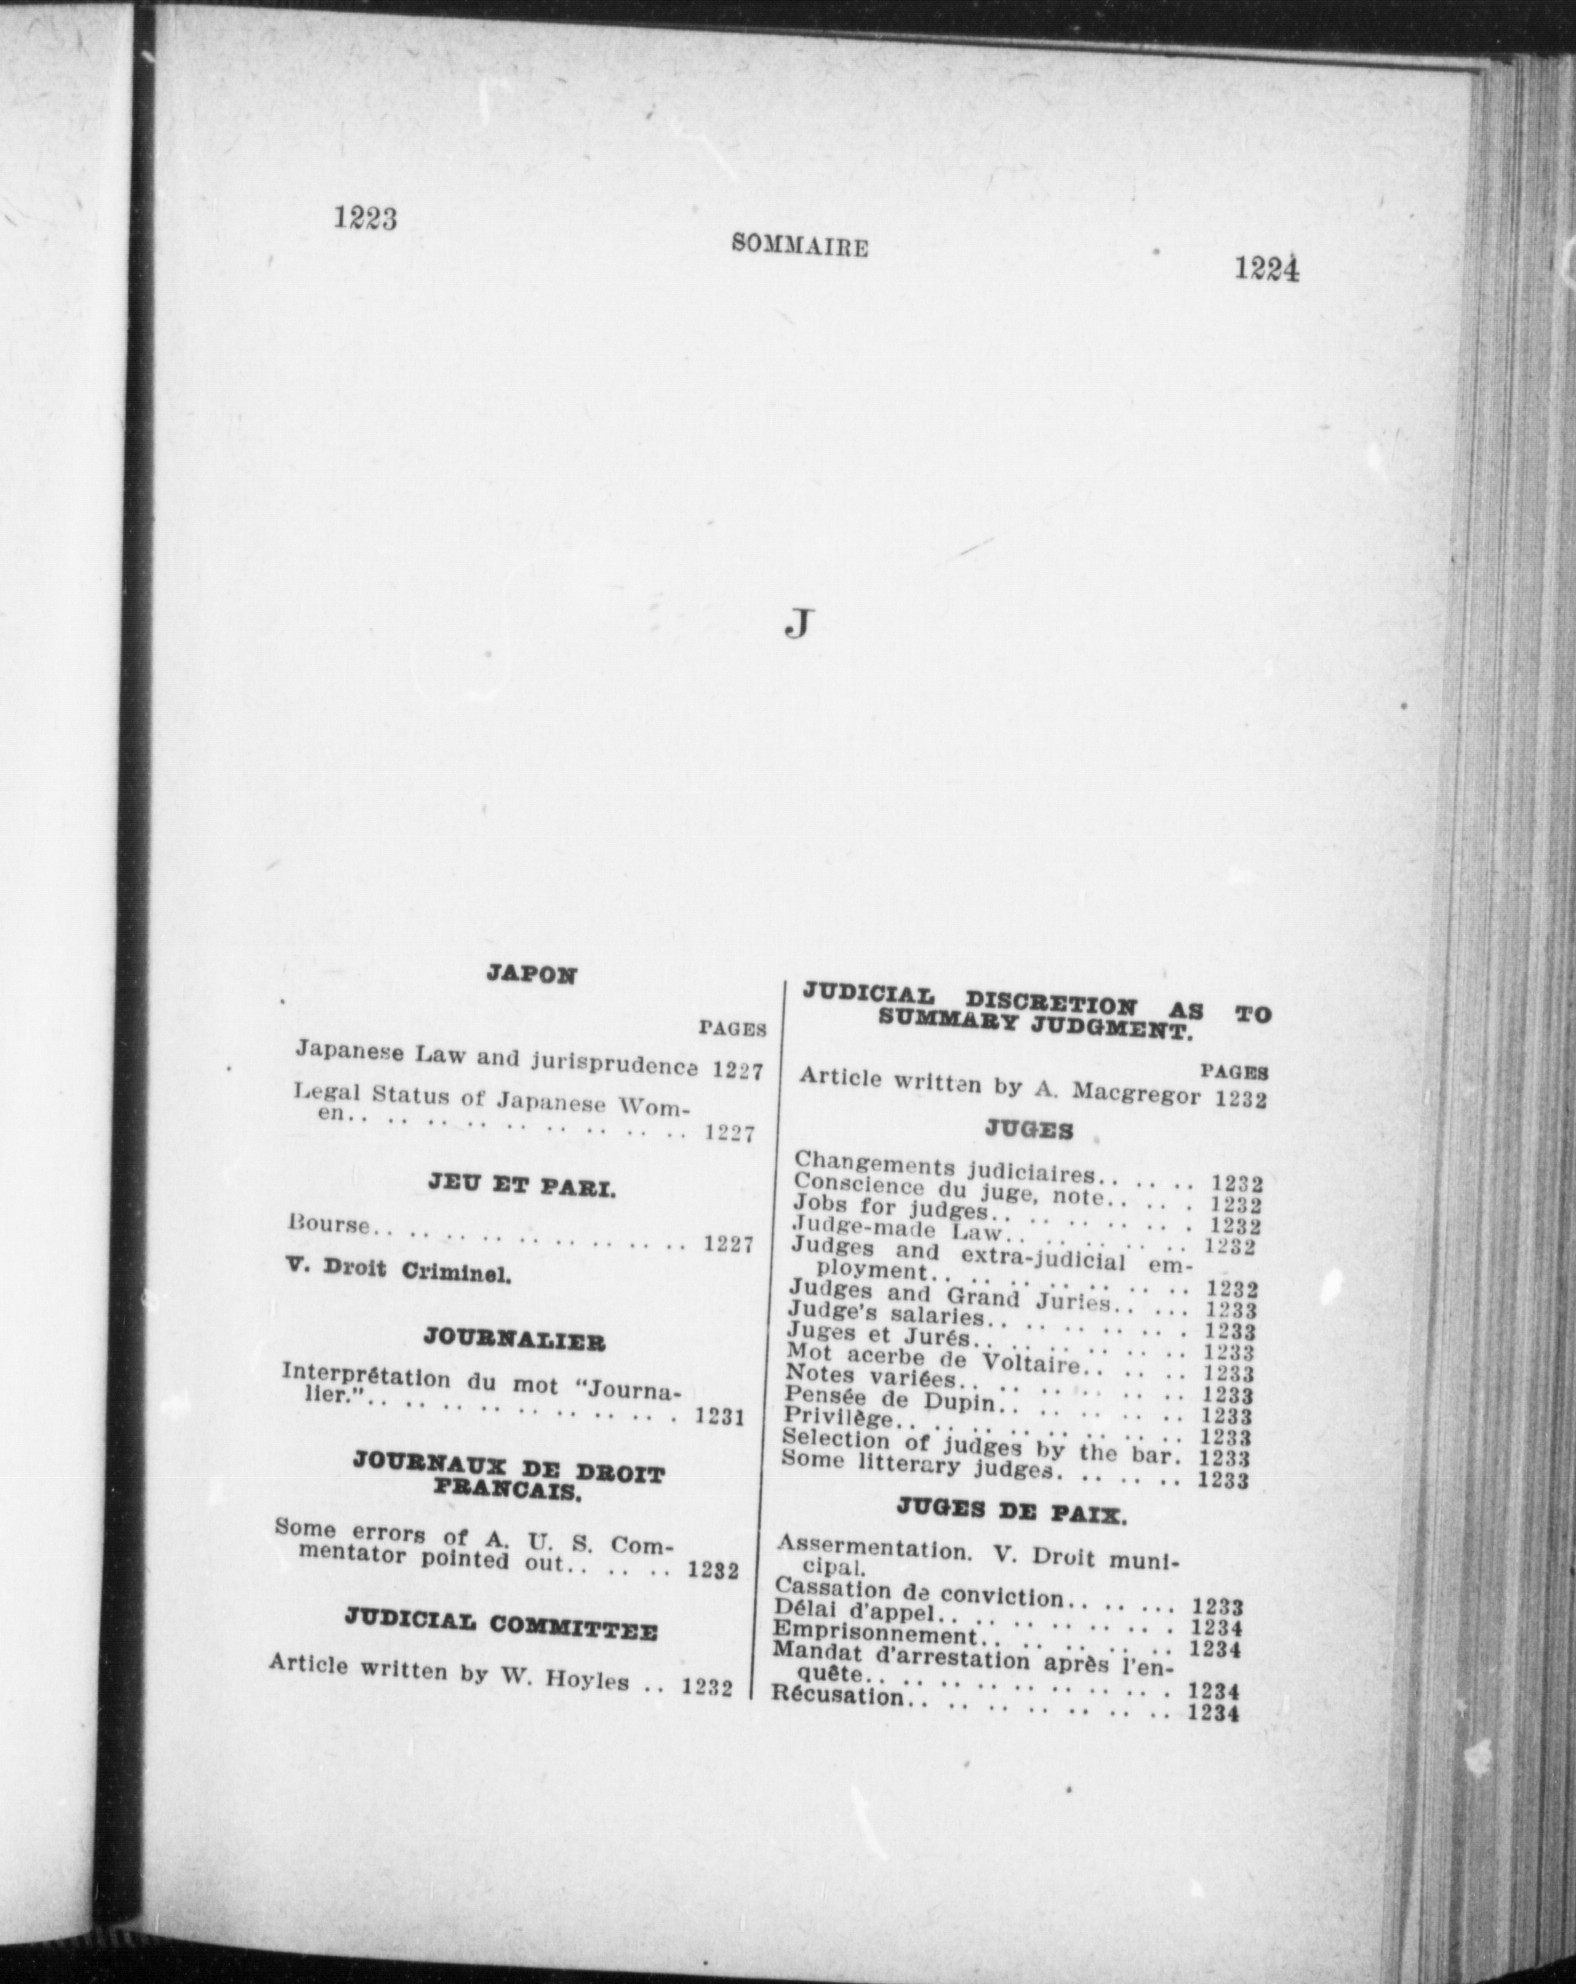 1223
SOMMAIRE
1224
J
JAPON
PAGES
Japanese Law and jurisprudence 1227
Legal Status of Japanese Wom-
en.. .. .. .. .. .. .. .. .. 1227
JEU ET PARI.
Bourse.. .. .. .. .. .. .. .. .. 1227
V. Droit Criminel.
JOURNALIER
Interprétation du mot "Journa-
lier.".. .. .. .. .. .. .. .. . 1231
JOURNAUX DE DROIT
FRANCAIS.
Some errors of A. U. S. Com-
mentator pointed out.. .. .. 1232
JUDICIAL COMMITTEE
Article written by W. Hoyles .. 1232
JUDICIAL DISCRETION AS TO
SUMMARY JUDGMENT.
PAGES
Article written by A. Macgregor 1232
JUGES
Changements judiciaires.. .. .. 1232
Conscience du juge, note.. .. . 1232
Jobs for judges.. .. .. .. .. . 1232
Judge-made Law.. .. .. .. .. 1232
Judges and extra-judicial em-
ployment.. .. .. .. .. .. .. 1232
Judges and Grand Juries.. ... 1233
Judge's salaries.. .. .. .. .. . 1233
Juges et Jurés.. .. .. .. .. .. 1233
Mot acerbe de Voltaire.. .. .. 1233
Notes variées.. .. .. .. .. .. 1233
Pensée de Dupin.. .. .. .. .. 1233
Privilège.. .. .. .. .. .. .. .. 1233
Selection of judges by the bar. 1233
Some litterary judges. .. .. .. 1233
JUGES DE PAIX.
Assermentation. V. Droit muni-
cipal.
Cassation de conviction.. .. ... 1233
Délai d'appel.. .. .. .. .. .. . 1234
Emprisonnement.. .. .. .. .. 1234
Mandat d'arrestation après l'en-
quête.. .. .. .. .. .. .. .. . 1234
Récusation.. .. .. .. .. .. .. 1234